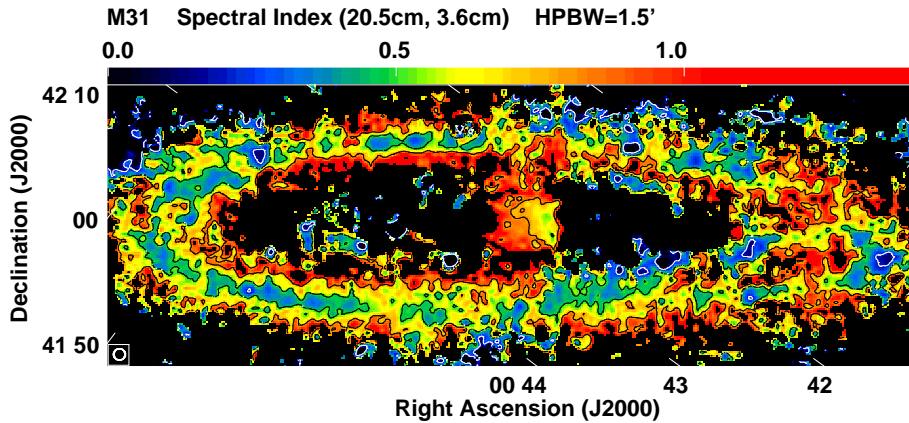 M31 Spectral Index (20.5cm, 3.6cm) HPBW=1.5'
0.0 0.5 1.0
42 10
00
41 50
Declination (J2000)
00 44 43 42
Right Ascension (J2000)